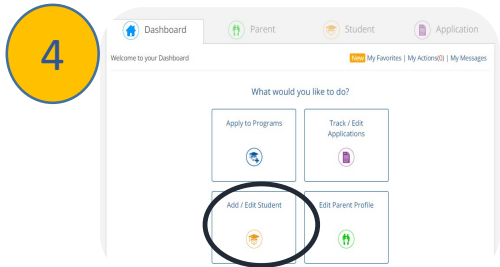 4
Dashboard Parent Student Application
Welcome to your Dashboard New My Favorites | My Actions(0) | My Messages
What would you like to do?
Apply to Programs Track / Edit
Applications
Add / Edit Student Edit Parent Profile